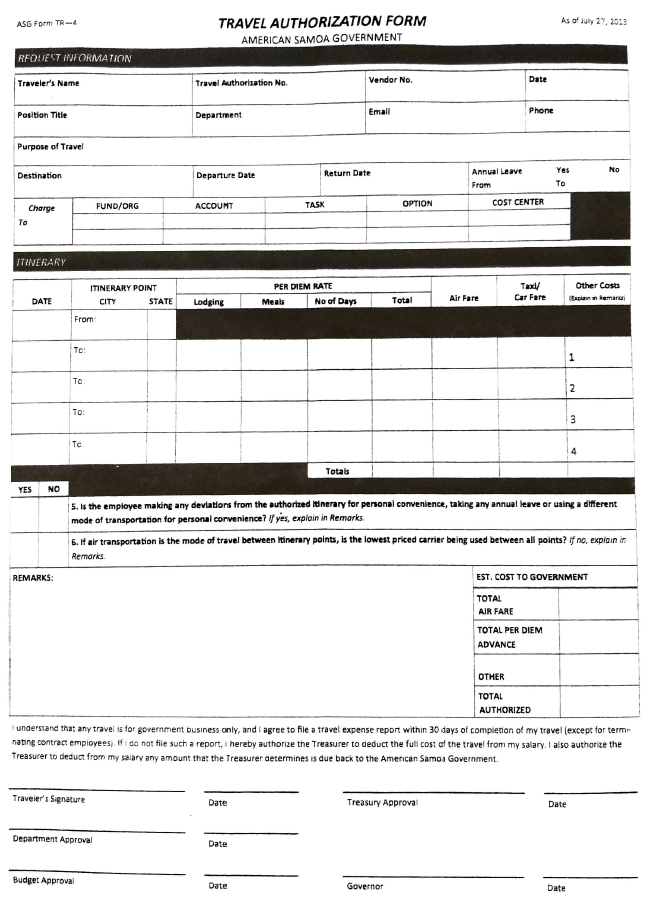 ASG Form TR-4
TRAVEL AUTHORIZATION FORM
As of July 27, 2013
AMERICAN SAMOA GOVERNMENT
REQUEST INFORMATION
Traveler's Name Travel Authorization No. Vendor No. Date
Position Title Department Email Phone
Purpose of Travel
Destination Departure Date Return Date Annual Leave Yes No
From To
Charge To FUND/ORG ACCOUNT TASK OPTION COST CENTER
ITINERARY
DATE ITINERARY POINT PER DIEM RATE Air Fare Taxi/ Car Fare Other Costs (Explain in Remarks)
CITY STATE Lodging Meals No of Days Total
From:
To: 1
To: 2
To: 3
To: 4
Totals
YES NO
5. Is the employee making any deviations from the authorized itinerary for personal convenience, taking any annual leave or using a different
mode of transportation for personal convenience? If yes, explain in Remarks.
6. If air transportation is the mode of travel between itinerary points, is the lowest priced carrier being used between all points? If no, explain in
Remarks.
REMARKS:
EST. COST TO GOVERNMENT
TOTAL
AIR FARE
TOTAL PER DIEM
ADVANCE
OTHER
TOTAL
AUTHORIZED
I understand that any travel is for government business only, and I agree to file a travel expense report within 30 days of completion of my travel (except for termi-
nating contract employees). If I do not file such a report, I hereby authorize the Treasurer to deduct the full cost of the travel from my salary. I also authorize the
Treasurer to deduct from my salary any amount that the Treasurer determines is due back to the American Samoa Government.
Traveler's Signature Date Treasury Approval Date
Department Approval Date
Budget Approval Date Governor Date